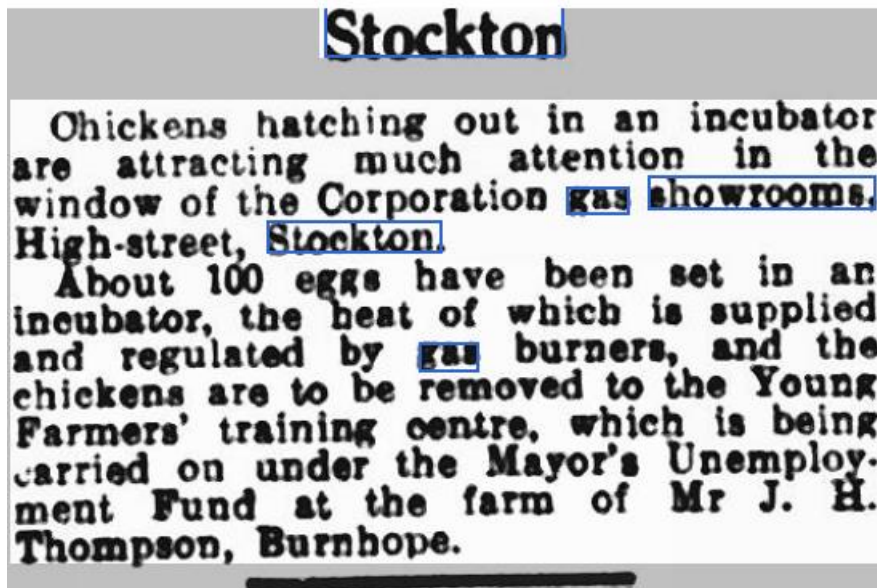 Stockton
Chickens hatching out in an incubator
are attracting much attention in the
window of the Corporation gas showrooms,
High-street, Stockton.
About 100 eggs have been set in an
incubator, the heat of which is supplied
and regulated by gas burners, and the
chickens are to be removed to the Young
Farmers' training centre, which is being
carried on under the Mayor's Unemploy-
ment Fund at the farm of Mr J. H.
Thompson, Burnhope.